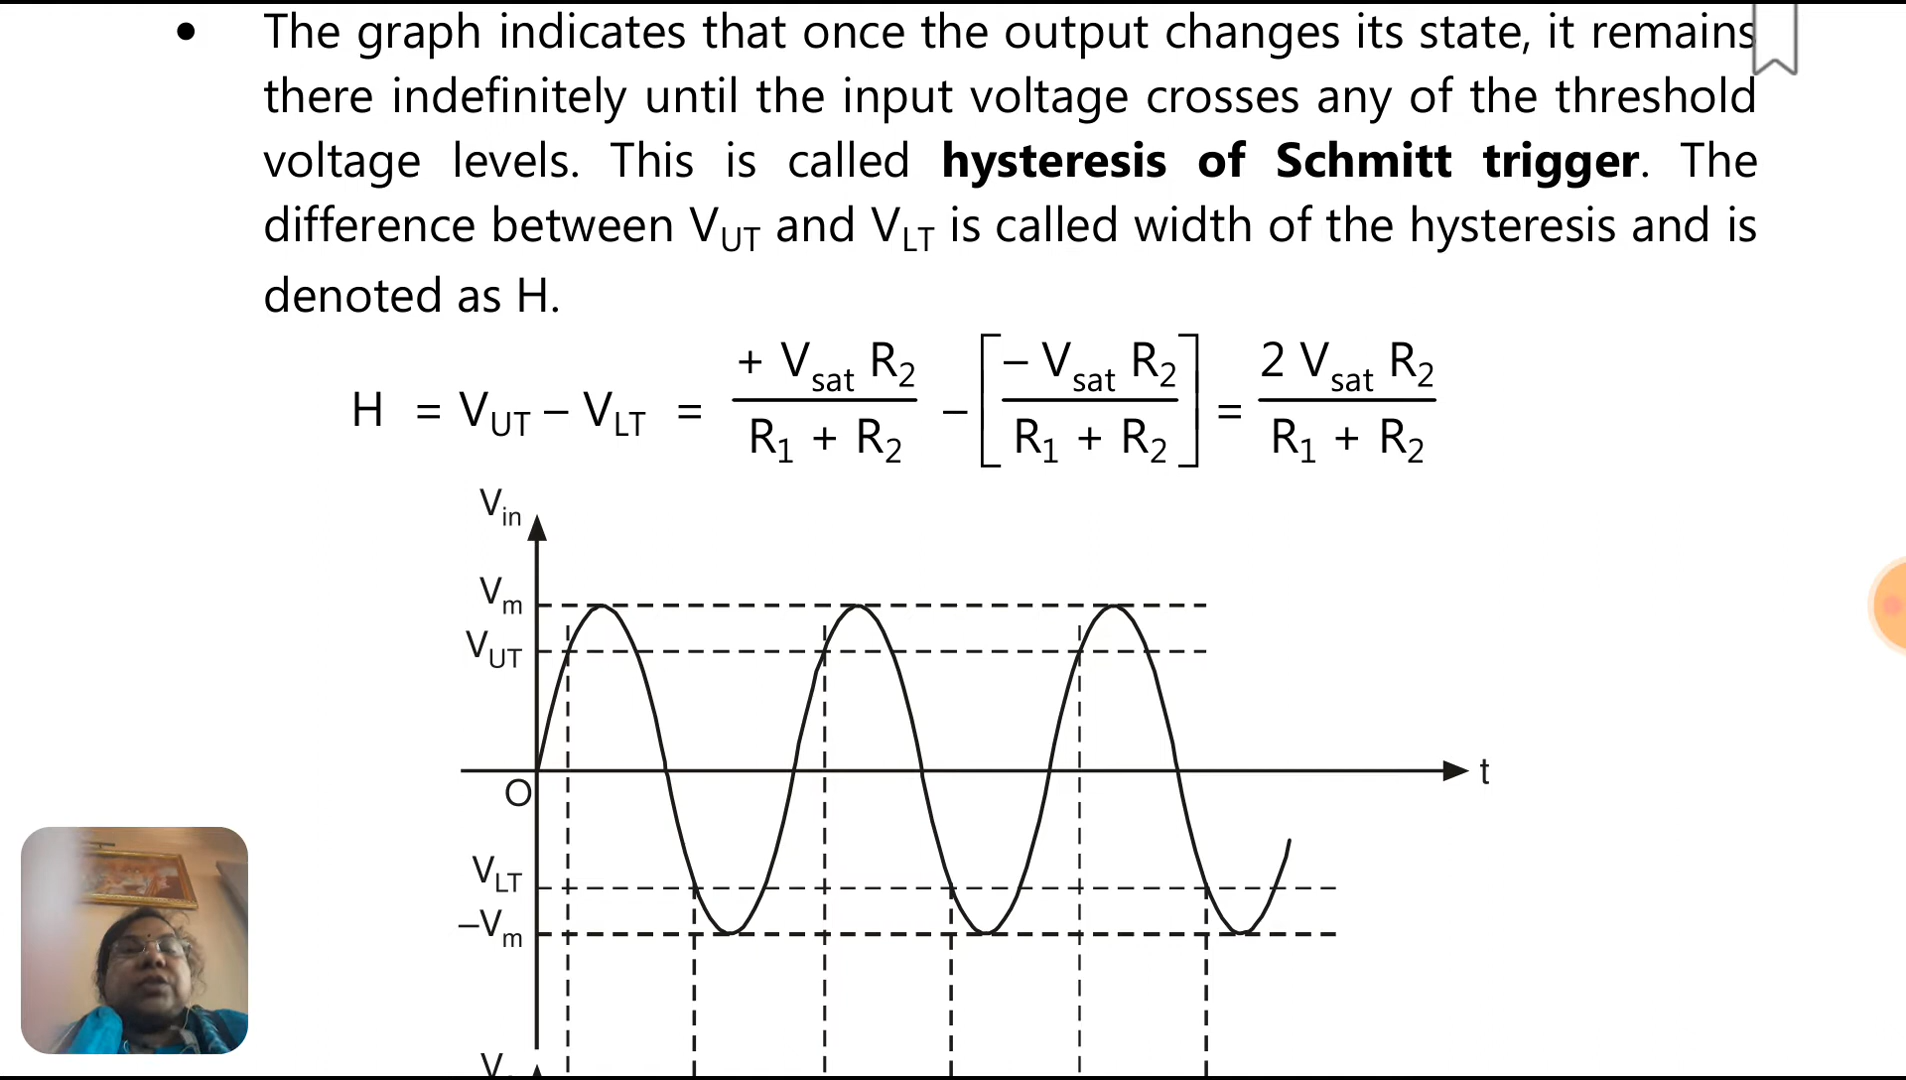 • The graph indicates that once the output changes its state, it remains
there indefinitely until the input voltage crosses any of the threshold
voltage levels. This is called hysteresis of Schmitt trigger. The
difference between V_UT and V_LT is called width of the hysteresis and is
denoted as H.
H = V_UT – V_LT = + V_sat R_2 / R_1 + R_2 – [ – V_sat R_2 / R_1 + R_2 ] = 2 V_sat R_2 / R_1 + R_2
V_in
V_m
V_UT
t
O
V_LT
–V_m